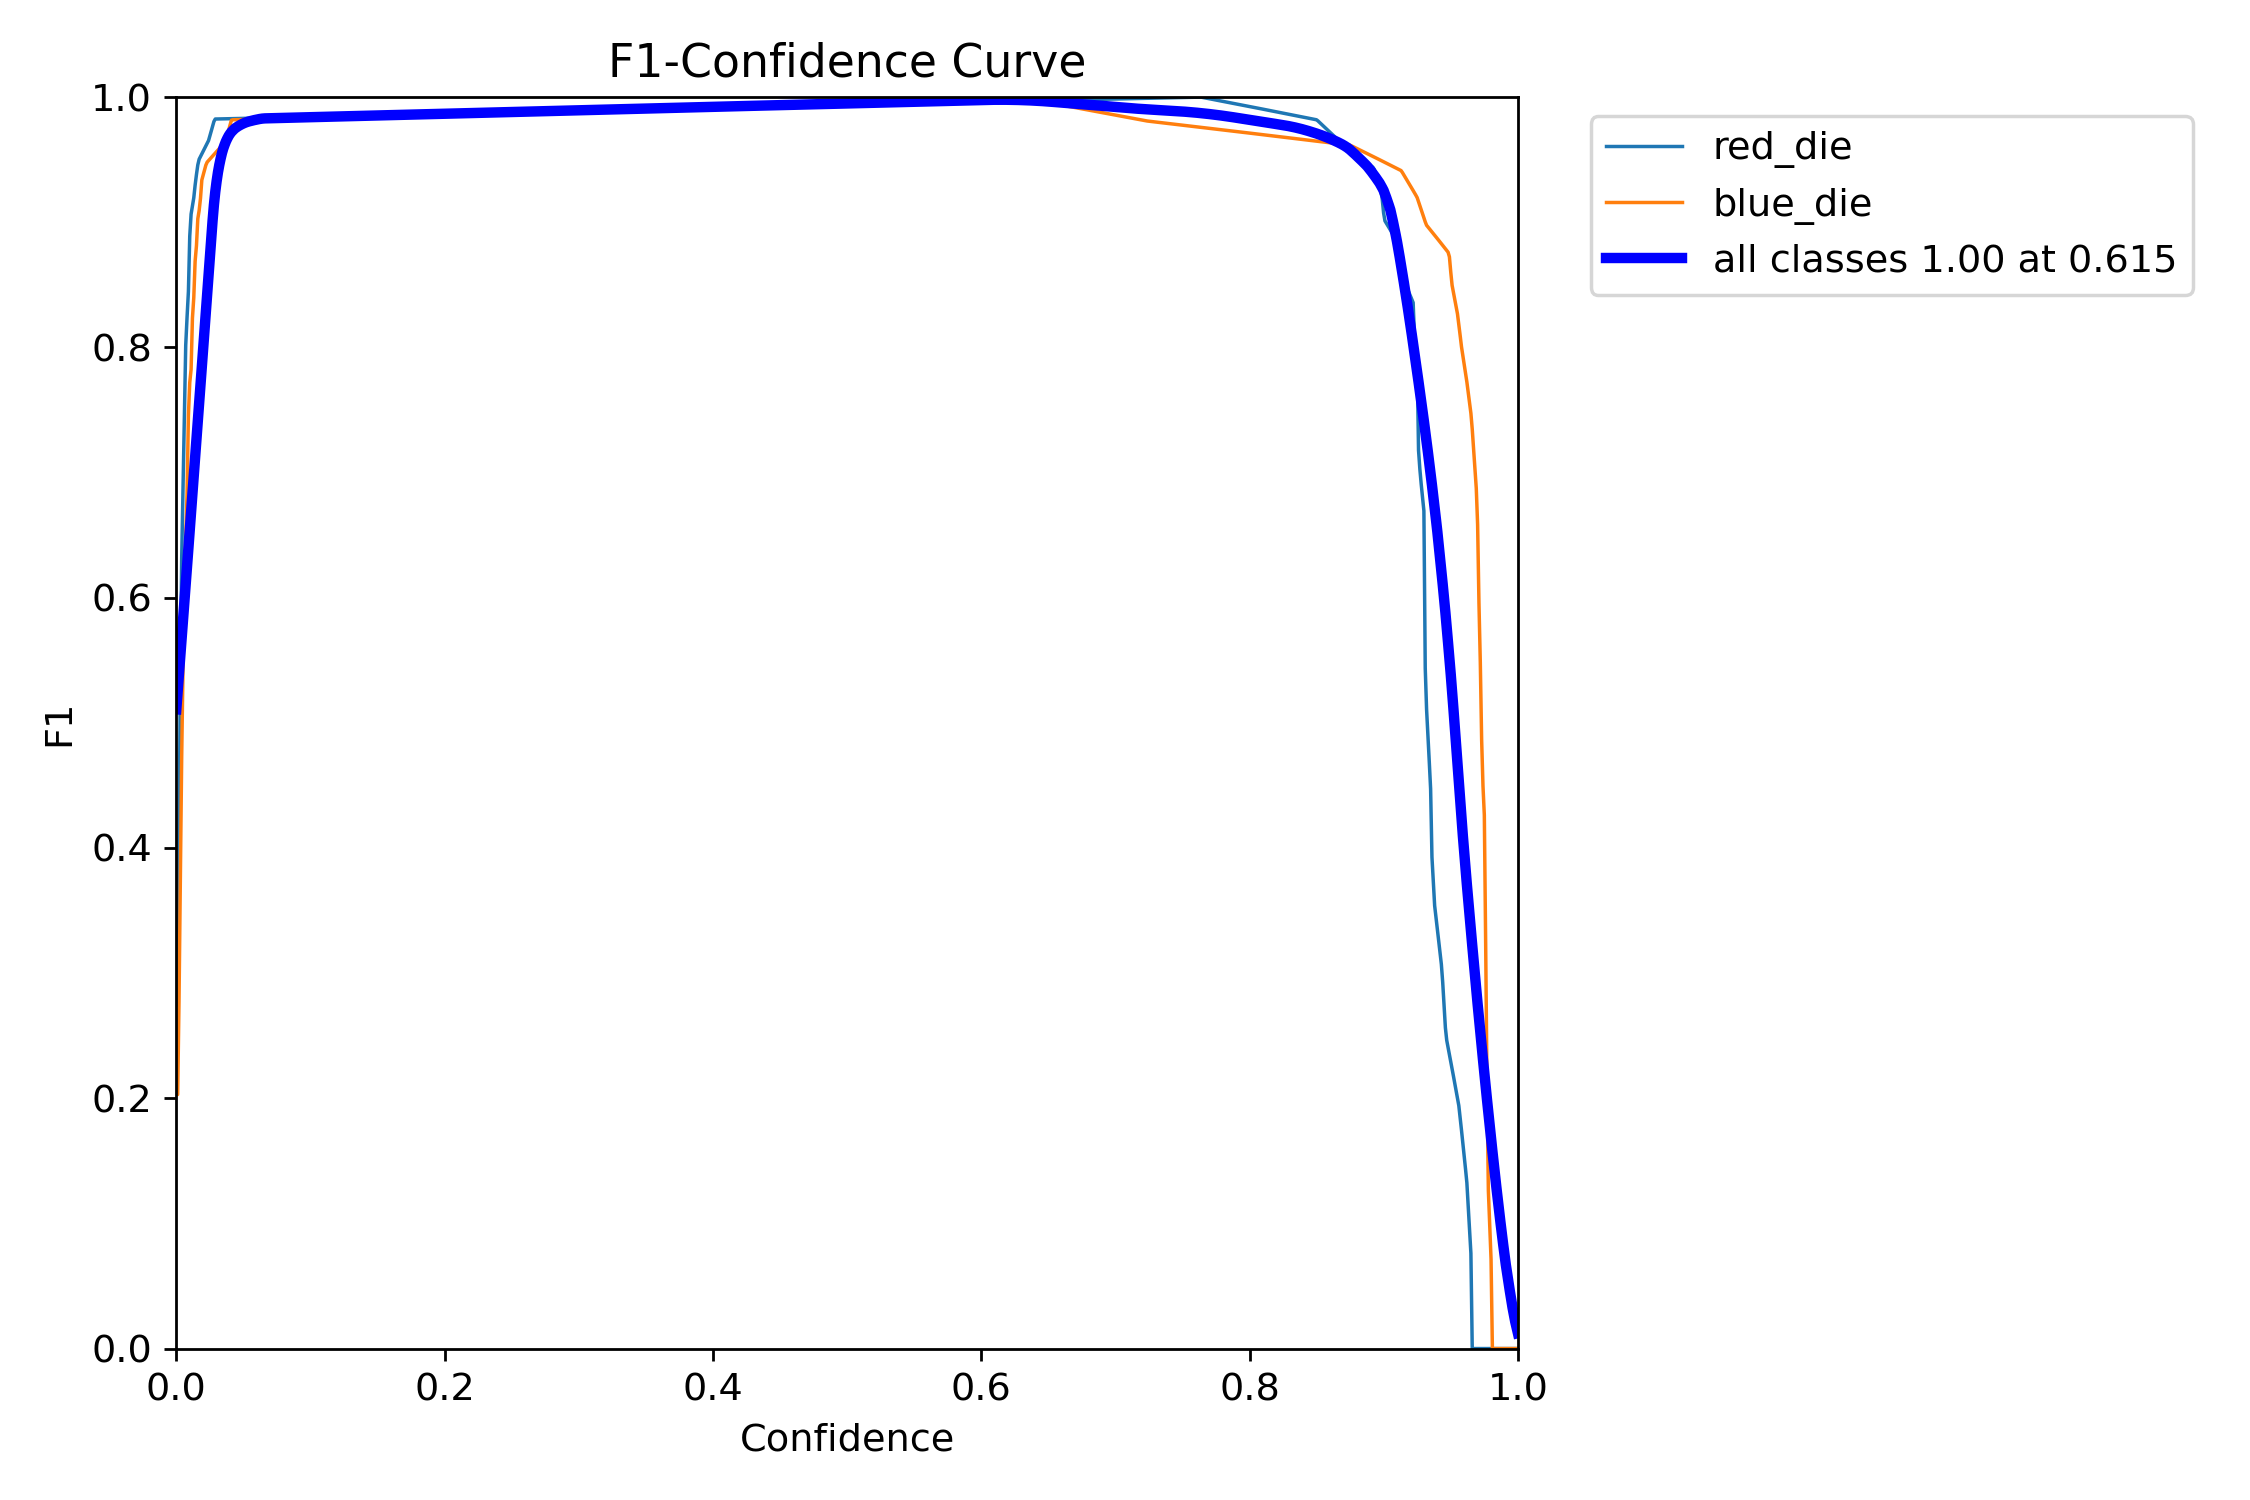 F1-Confidence Curve
1.0
0.8
0.6
0.4
0.2
0.0
F1
0.0 0.2 0.4 0.6 0.8 1.0
Confidence
red_die
blue_die
all classes 1.00 at 0.615